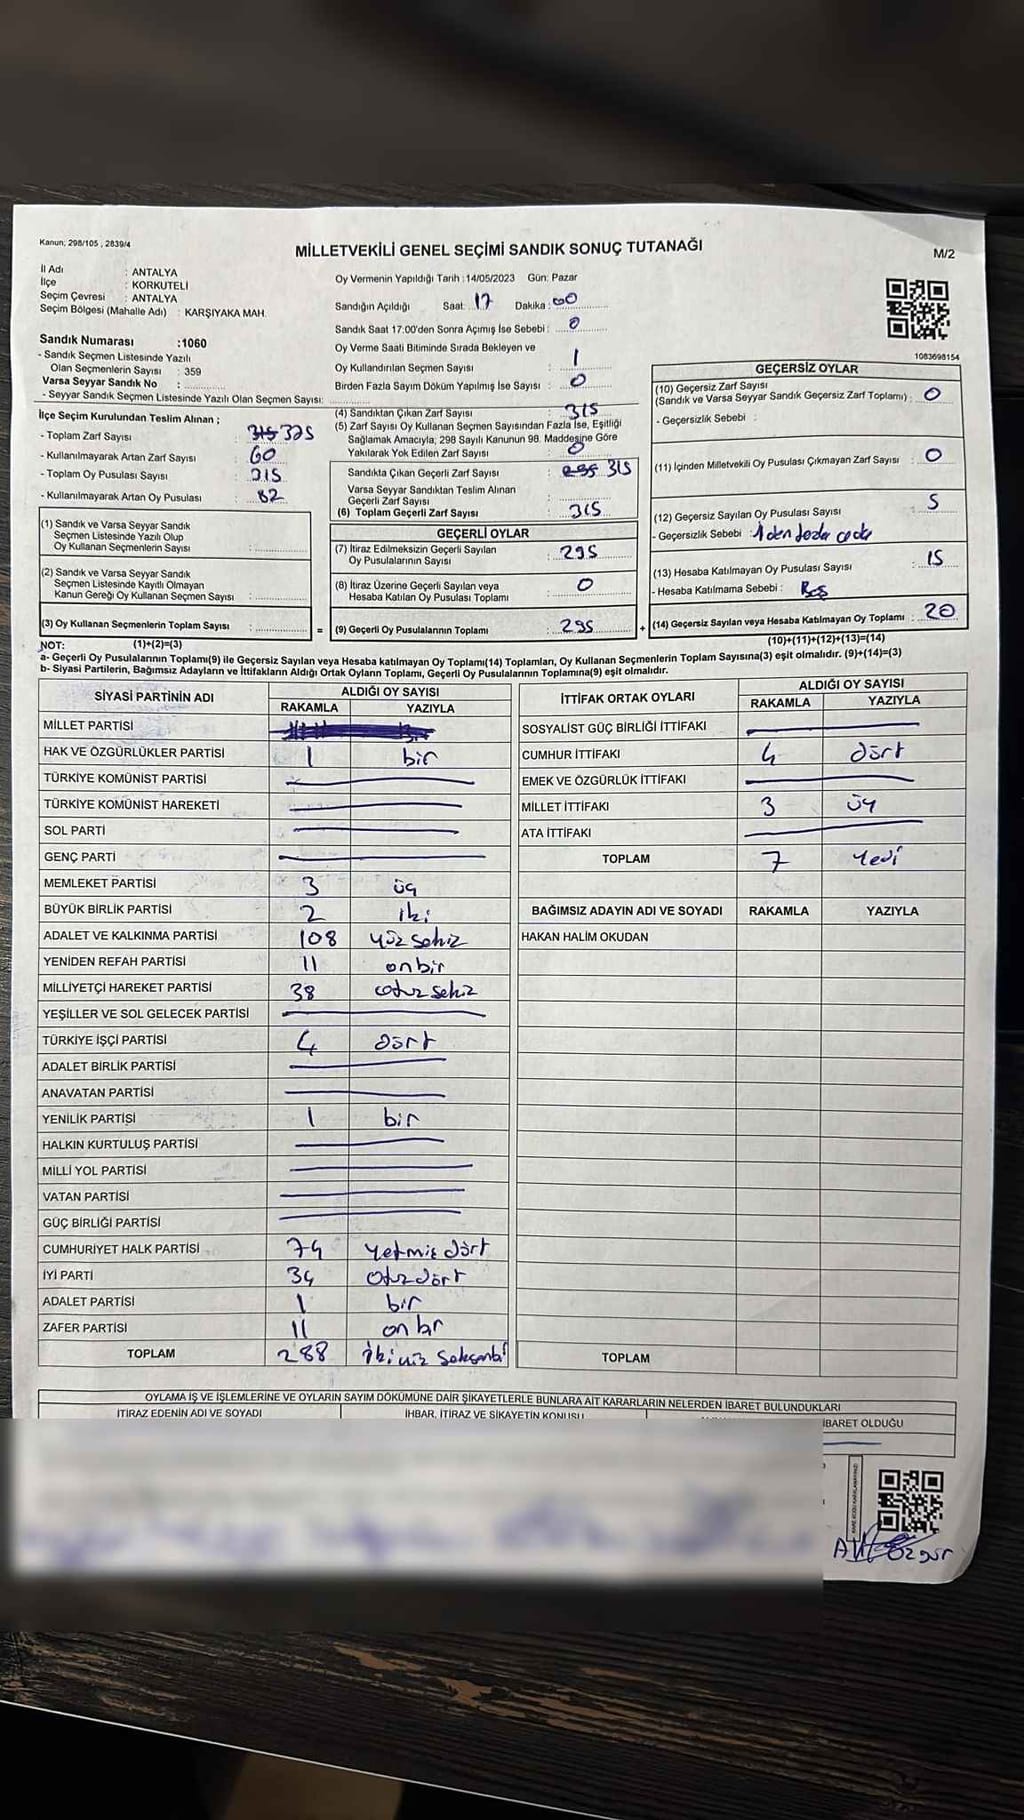 Kanun; 298/105 , 2839/4
MİLLETVEKİLİ GENEL SEÇİMİ SANDIK SONUÇ TUTANAĞI
M/2
İl Adı : ANTALYA
İlçe : KORKUTELİ
Seçim Çevresi : ANTALYA
Seçim Bölgesi (Mahalle Adı) : KARŞIYAKA MAH.
Sandık Numarası :1060
- Sandık Seçmen Listesinde Yazılı
Olan Seçmenlerin Sayısı : 359
Varsa Seyyar Sandık No :
- Seyyar Sandık Seçmen Listesinde Yazılı Olan Seçmen Sayısı:
Oy Vermenin Yapıldığı Tarih :14/05/2023 Gün: Pazar
Sandığın Açıldığı Saat: 17 Dakika : 00
Sandık Saat 17:00'den Sonra Açımış İse Sebebi : 0
Oy Verme Saati Bitiminde Sırada Bekleyen ve
Oy Kullandırılan Seçmen Sayısı : 1
Birden Fazla Sayım Döküm Yapılmış İse Sayısı : 0
1083698154
İlçe Seçim Kurulundan Teslim Alınan ;
- Toplam Zarf Sayısı : 315 375
- Kullanılmayarak Artan Zarf Sayısı : 60
- Toplam Oy Pusulası Sayısı : 315
- Kullanılmayarak Artan Oy Pusulası : 82
(1) Sandık ve Varsa Seyyar Sandık
Seçmen Listesinde Yazılı Olup
Oy Kullanan Seçmenlerin Sayısı :
(2) Sandık ve Varsa Seyyar Sandık
Seçmen Listesinde Kayıtlı Olmayan
Kanun Gereği Oy Kullanan Seçmen Sayısı :
(3) Oy Kullanan Seçmenlerin Toplam Sayısı :
(1)+(2)=(3)
(4) Sandıktan Çıkan Zarf Sayısı : 315
(5) Zarf Sayısı Oy Kullanan Seçmen Sayısından Fazla İse, Eşitliği
Sağlamak Amacıyla; 298 Sayılı Kanunun 98. Maddesine Göre
Yakılarak Yok Edilen Zarf Sayısı : 0
Sandıkta Çıkan Geçerli Zarf Sayısı : 295 315
Varsa Seyyar Sandıktan Teslim Alınan
Geçerli Zarf Sayısı :
(6) Toplam Geçerli Zarf Sayısı : 315
GEÇERLİ OYLAR
(7) İtiraz Edilmeksizin Geçerli Sayılan
Oy Pusulalarının Sayısı : 295
(8) İtiraz Üzerine Geçerli Sayılan veya
Hesaba Katılan Oy Pusulası Toplamı : 0
= (9) Geçerli Oy Pusulalarının Toplamı : 295 +
GEÇERSİZ OYLAR
(10) Geçersiz Zarf Sayısı
(Sandık ve Varsa Seyyar Sandık Geçersiz Zarf Toplamı) : 0
- Geçersizlik Sebebi :
(11) İçinden Milletvekili Oy Pusulası Çıkmayan Zarf Sayısı : 0
(12) Geçersiz Sayılan Oy Pusulası Sayısı : 5
- Geçersizlik Sebebi : 1 den fazla
(13) Hesaba Katılmayan Oy Pusulası Sayısı : 15
- Hesaba Katılmama Sebebi : Boş
(14) Geçersiz Sayılan veya Hesaba Katılmayan Oy Toplamı : 20
(10)+(11)+(12)+(13)=(14)
NOT:
a- Geçerli Oy Pusulalarının Toplamı(9) ile Geçersiz Sayılan veya Hesaba katılmayan Oy Toplamı(14) Toplamları, Oy Kullanan Seçmenlerin Toplam Sayısına(3) eşit olmalıdır. (9)+(14)=(3)
b- Siyasi Partilerin, Bağımsız Adayların ve İttifakların Aldığı Ortak Oyların Toplamı, Geçerli Oy Pusulalarının Toplamına(9) eşit olmalıdır.
SİYASİ PARTİNİN ADI ALDIĞI OY SAYISI
RAKAMLA YAZIYLA
MİLLET PARTİSİ
HAK VE ÖZGÜRLÜKLER PARTİSİ 1 bir
TÜRKİYE KOMÜNİST PARTİSİ
TÜRKİYE KOMÜNİST HAREKETİ
SOL PARTİ
GENÇ PARTİ
MEMLEKET PARTİSİ 3 üç
BÜYÜK BİRLİK PARTİSİ 2 iki
ADALET VE KALKINMA PARTİSİ 108 yüz sekiz
YENİDEN REFAH PARTİSİ 11 onbir
MİLLİYETÇİ HAREKET PARTİSİ 38 otuz sekiz
YEŞİLLER VE SOL GELECEK PARTİSİ
TÜRKİYE İŞÇİ PARTİSİ 4 dört
ADALET BİRLİK PARTİSİ
ANAVATAN PARTİSİ
YENİLİK PARTİSİ 1 bir
HALKIN KURTULUŞ PARTİSİ
MİLLİ YOL PARTİSİ
VATAN PARTİSİ
GÜÇ BİRLİĞİ PARTİSİ
CUMHURİYET HALK PARTİSİ 74 yetmiş dört
İYİ PARTİ 34 otuz dört
ADALET PARTİSİ 1 bir
ZAFER PARTİSİ 11 on bir
TOPLAM 288 iki yüz
İTTİFAK ORTAK OYLARI ALDIĞI OY SAYISI
RAKAMLA YAZIYLA
SOSYALİST GÜÇ BİRLİĞİ İTTİFAKI
CUMHUR İTTİFAKI 4 dört
EMEK VE ÖZGÜRLÜK İTTİFAKI
MİLLET İTTİFAKI 3 üç
ATA İTTİFAKI
TOPLAM 7 Yedi
BAĞIMSIZ ADAYIN ADI VE SOYADI RAKAMLA YAZIYLA
HAKAN HALİM OKUDAN
TOPLAM
OYLAMA İŞ VE İŞLEMLERİNE VE OYLARIN SAYIM DÖKÜMÜNE DAİR ŞİKAYETLERLE BUNLARA AİT KARARLARIN NELERDEN İBARET BULUNDUKLARI
İTİRAZ EDENİN ADI VE SOYADI İHBAR, İTİRAZ VE ŞİKAYETİN KONUSU İBARET OLDUĞU